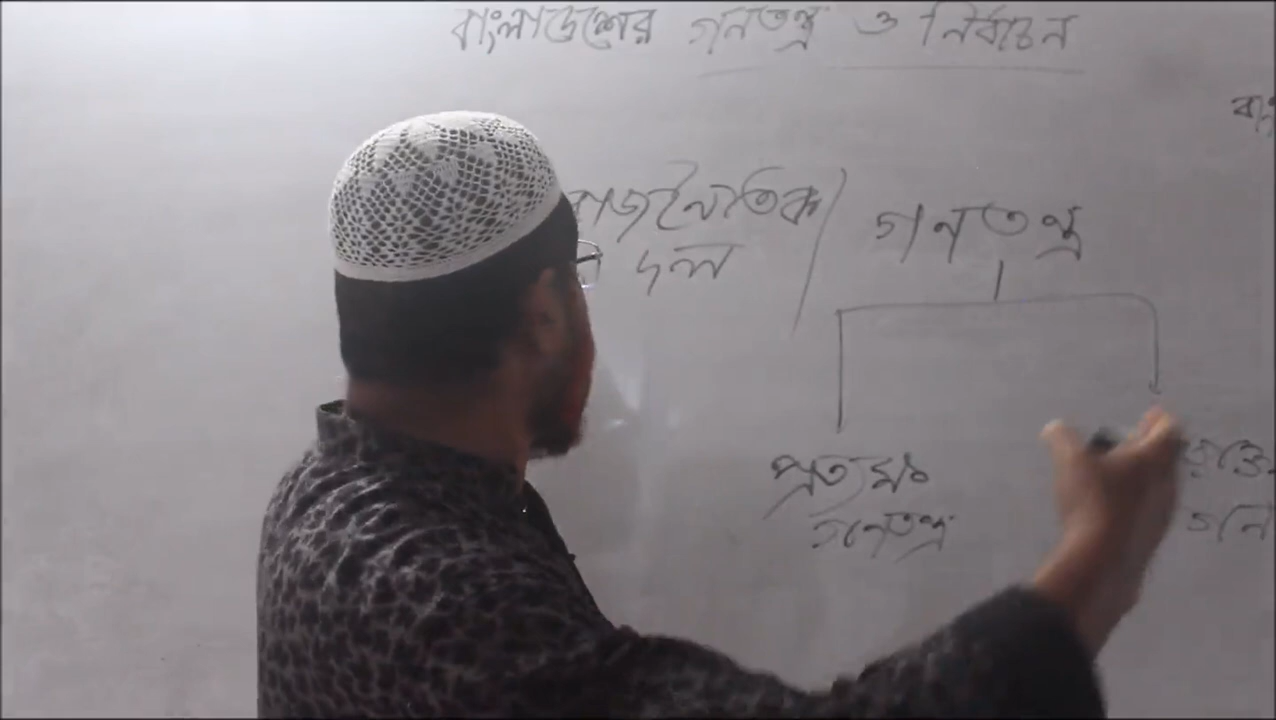 বাংলাদেশের গনতন্ত্র ও নির্বাচন
রাজনৈতিক
দল
গনতন্ত্র
প্রত্যক্ষঃ
গনতন্ত্র